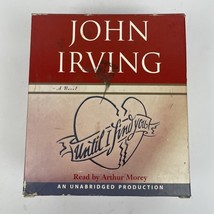 JOHN
IRVING
A Novel
Until I find you
Read by Arthur Morey
AN UNABRIDGED PRODUCTION